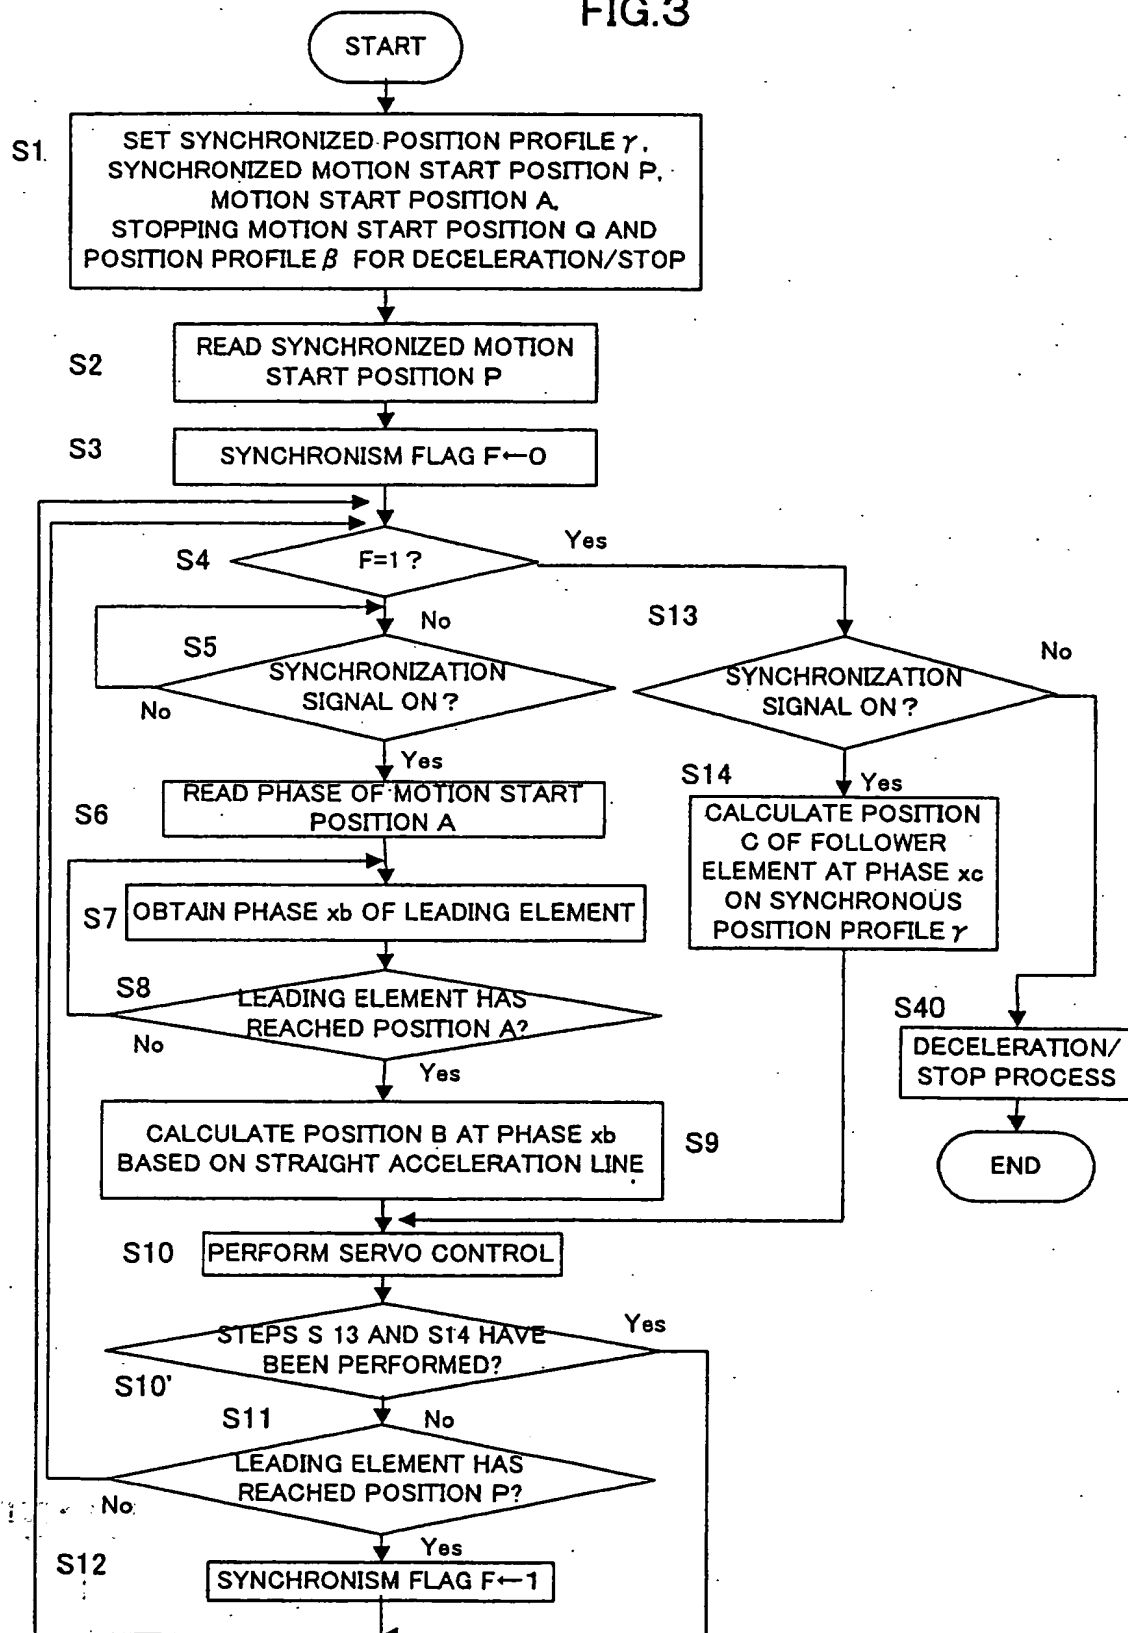 FIG.3
START
S1
SET SYNCHRONIZED POSITION PROFILE γ,
SYNCHRONIZED MOTION START POSITION P,
MOTION START POSITION A,
STOPPING MOTION START POSITION Q AND
POSITION PROFILE β FOR DECELERATION/STOP
S2
READ SYNCHRONIZED MOTION
START POSITION P
S3
SYNCHRONISM FLAG F←0
S4
F=1?
Yes
No
S5
SYNCHRONIZATION
SIGNAL ON?
No
Yes
S13
SYNCHRONIZATION
SIGNAL ON?
No
Yes
S6
READ PHASE OF MOTION START
POSITION A
S14
CALCULATE POSITION
C OF FOLLOWER
ELEMENT AT PHASE xc
ON SYNCHRONOUS
POSITION PROFILE γ
S7
OBTAIN PHASE xb OF LEADING ELEMENT
S8
LEADING ELEMENT HAS
REACHED POSITION A?
No
Yes
S40
DECELERATION/
STOP PROCESS
END
CALCULATE POSITION B AT PHASE xb
BASED ON STRAIGHT ACCELERATION LINE
S9
S10
PERFORM SERVO CONTROL
STEPS S 13 AND S14 HAVE
BEEN PERFORMED?
Yes
S10'
No
S11
LEADING ELEMENT HAS
REACHED POSITION P?
No
Yes
S12
SYNCHRONISM FLAG F←1